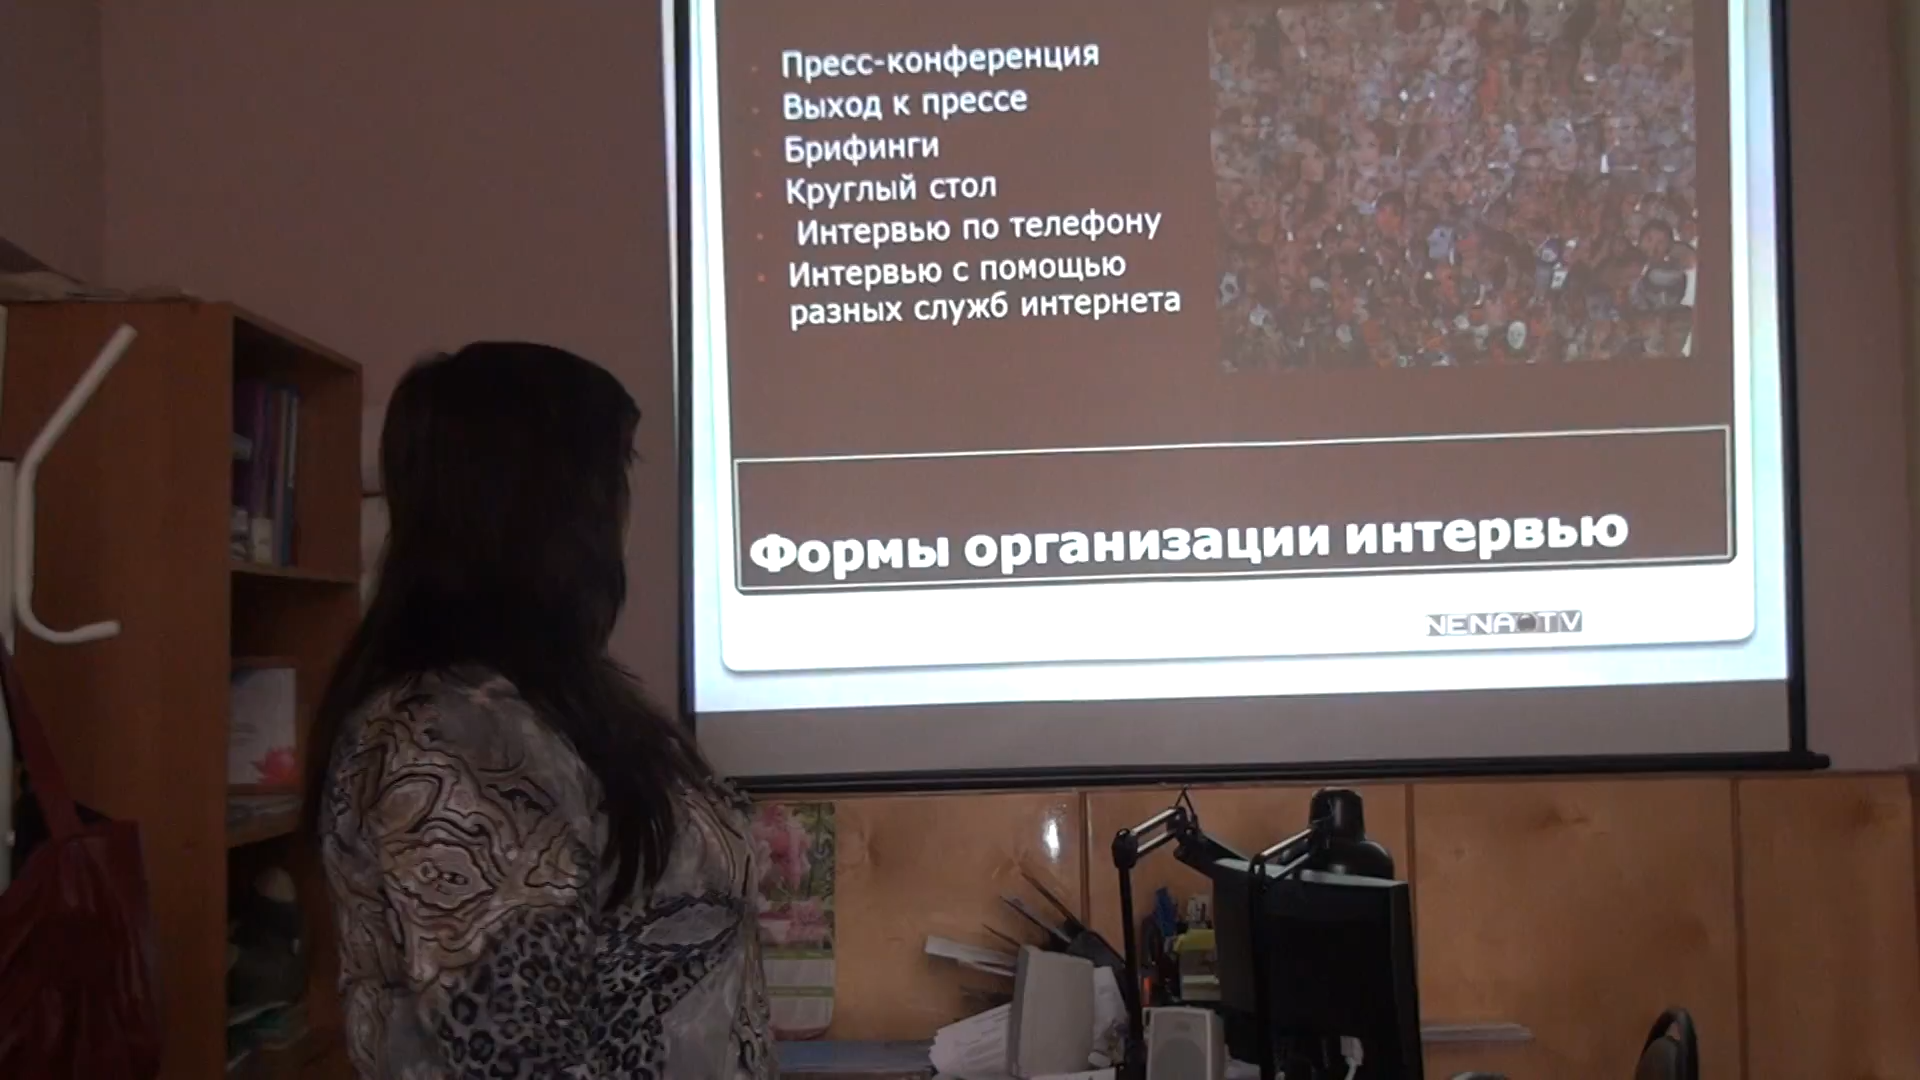 Пресс-конференция
Выход к прессе
Брифинги
Круглый стол
Интервью по телефону
Интервью с помощью
разных служб интернета
Формы организации интервью
NENA TV